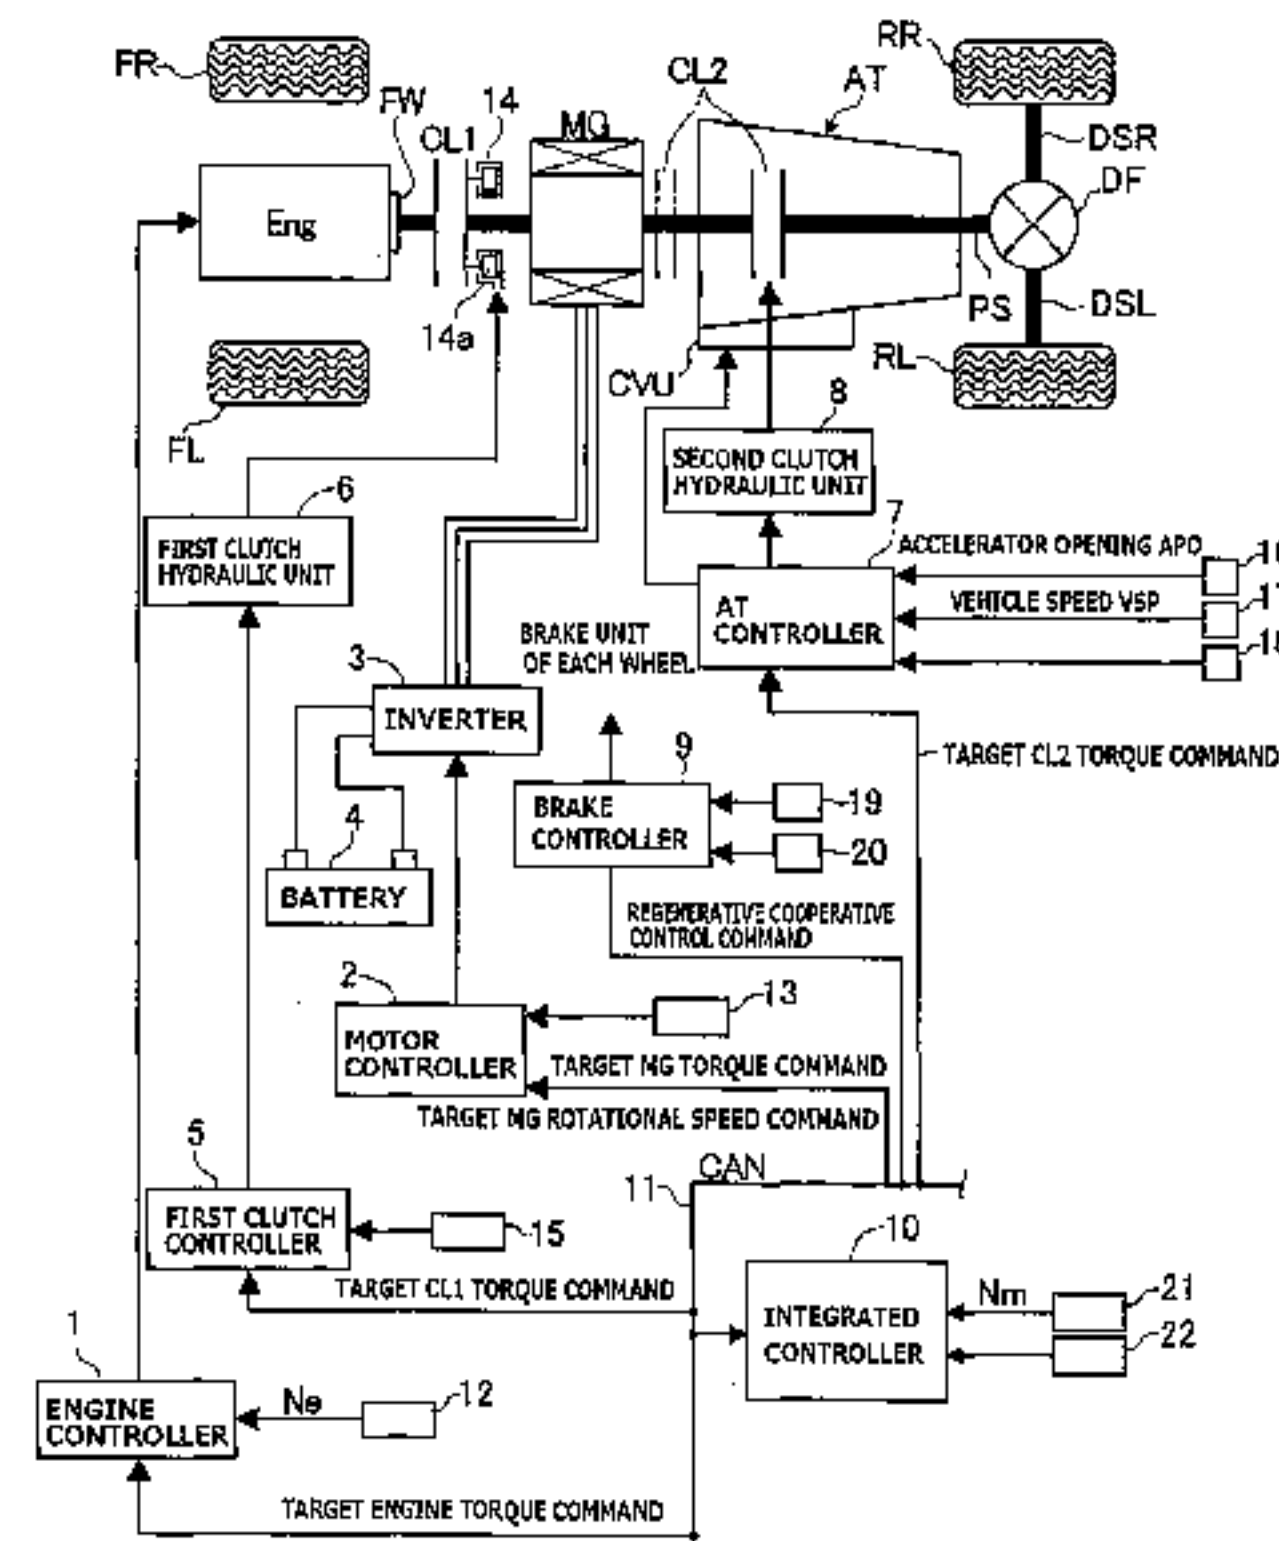 FR
FW
CL1
14
MG
CL2
AT
RR
DSR
DF
Eng
14a
PS
DSL
FL
CVU
RL
8
SECOND CLUTCH
HYDRAULIC UNIT
6
FIRST CLUTCH
HYDRAULIC UNIT
7
ACCELERATOR OPENING APO
VEHICLE SPEED VSP
AT
CONTROLLER
BRAKE UNIT
OF EACH WHEEL
3
INVERTER
TARGET CL2 TORQUE COMMAND
9
BRAKE
CONTROLLER
19
20
4
BATTERY
REGENERATIVE COOPERATIVE
CONTROL COMMAND
2
MOTOR
CONTROLLER
13
TARGET MG TORQUE COMMAND
TARGET MG ROTATIONAL SPEED COMMAND
5
FIRST CLUTCH
CONTROLLER
15
CAN
11
10
TARGET CL1 TORQUE COMMAND
INTEGRATED
CONTROLLER
Nm
21
22
1
ENGINE
CONTROLLER
Ne
12
TARGET ENGINE TORQUE COMMAND